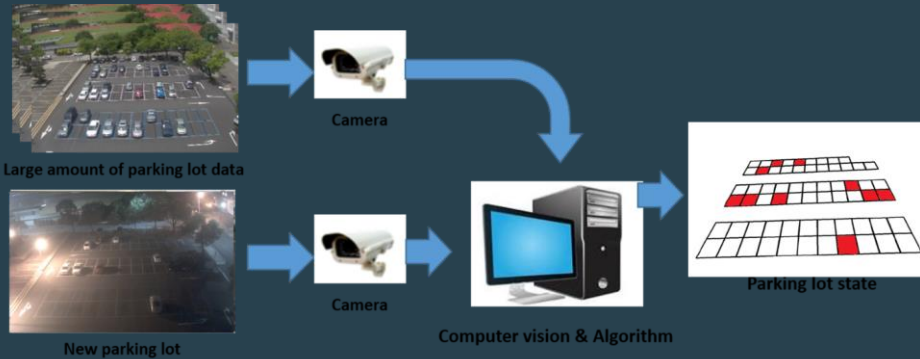 Camera
Large amount of parking lot data
Camera
Parking lot state
Computer vision & Algorithm
New parking lot